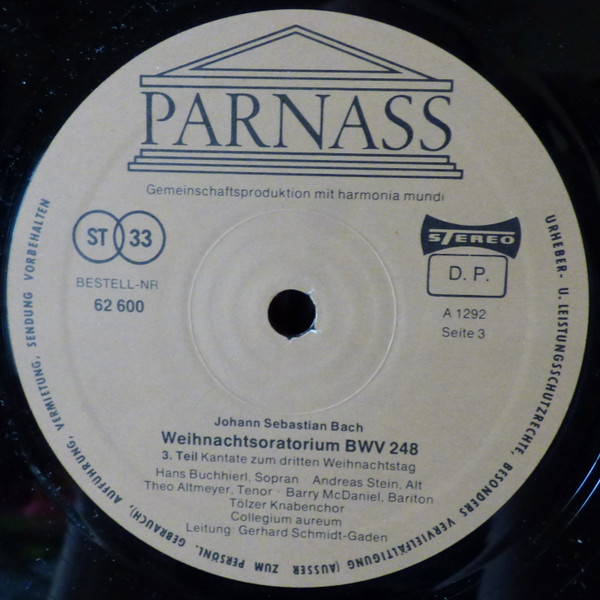 PARNASS
Gemeinschaftsproduktion mit harmonia mundi
ST 33
BESTELL-NR
62 600
STEREO
D. P.
A 1292
Seite 3
Johann Sebastian Bach
Weihnachtsoratorium BWV 248
3. Teil Kantate zum dritten Weihnachtstag
Hans Buchhierl, Sopran · Andreas Stein, Alt
Theo Altmeyer, Tenor · Barry McDaniel, Bariton
Tölzer Knabenchor
Collegium aureum
Leitung: Gerhard Schmidt-Gaden
URHEBER- U. LEISTUNGSSCHUTZRECHTE, BESONDERS VERVIELFÄLTIGUNG (AUSSER ZUM PERSÖNL. GEBRAUCH), AUFFÜHRUNG, VERMIETUNG, SENDUNG VORBEHALTEN